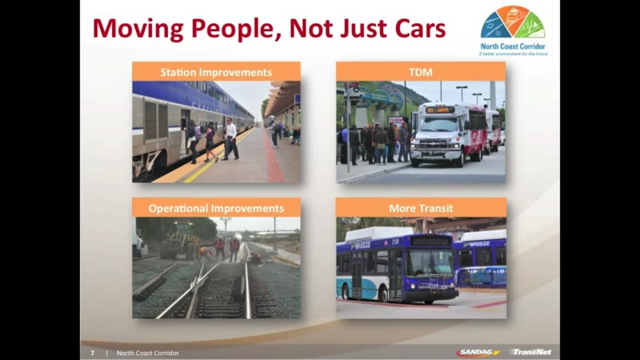 Moving People, Not Just Cars
North Coast Corridor
A better environment for the future
Station Improvements
TDM
Operational Improvements
More Transit
BREEZE
7 | North Coast Corridor
SANDAG
TransNet